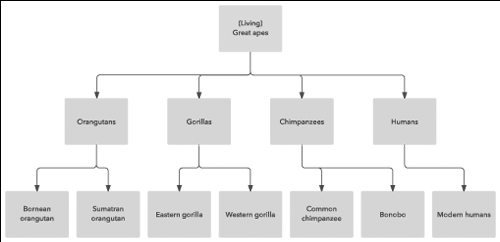 [Living]
Great apes
Orangutans
Gorillas
Chimpanzees
Humans
Bornean
orangutan
Sumatran
orangutan
Eastern gorilla
Western gorilla
Common
chimpanzee
Bonobo
Modern humans